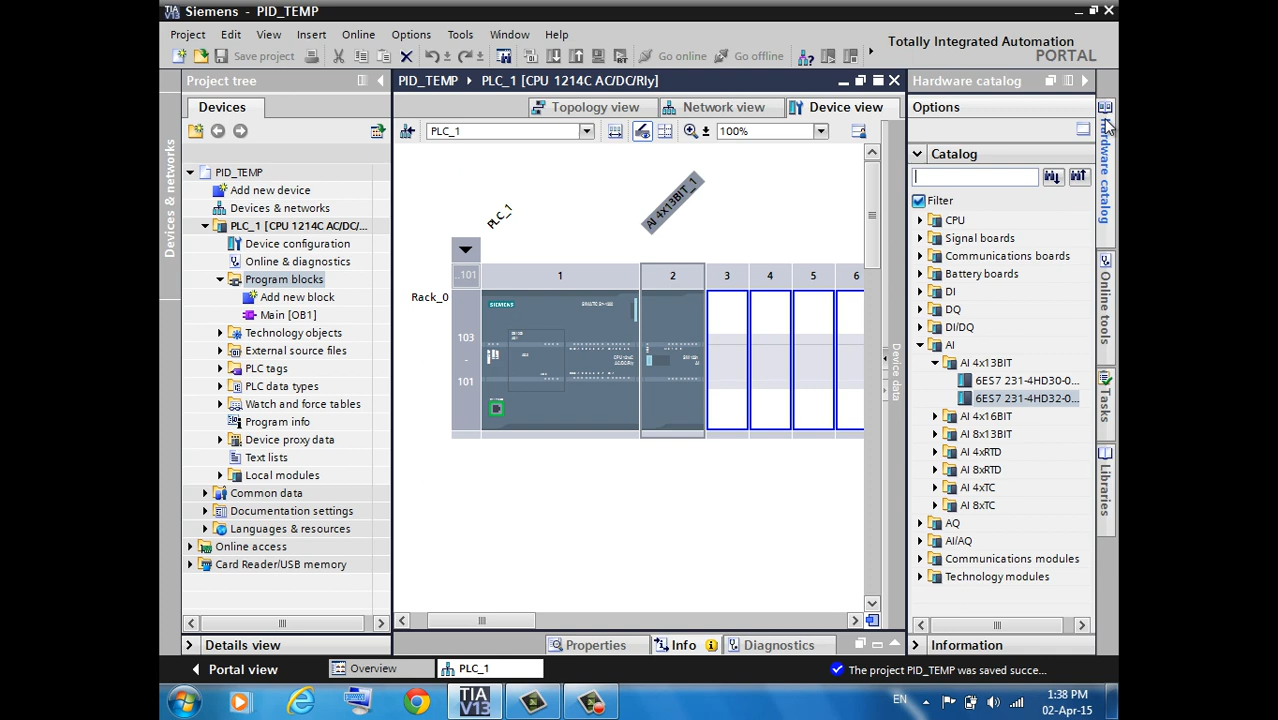 TIA V13 Siemens - PID_TEMP
Project Edit View Insert Online Options Tools Window Help
Totally Integrated Automation
PORTAL
Save project Go online Go offline
Project tree
PID_TEMP PLC_1 [CPU 1214C AC/DC/Rly]
Hardware catalog
Devices
Topology view Network view Device view
Options
PLC_1 100%
Catalog
Filter
PID_TEMP
Add new device
Devices & networks
PLC_1 [CPU 1214C AC/DC/...
Device configuration
Online & diagnostics
Program blocks
Add new block
Main [OB1]
Technology objects
External source files
PLC tags
PLC data types
Watch and force tables
Program info
Device proxy data
Text lists
Local modules
Common data
Documentation settings
Languages & resources
Online access
Card Reader/USB memory
Details view
Devices & networks
PLC_1
AI 4x13BIT_1
...101 1 2 3 4 5 6
Rack_0
SIEMENS
103
-
101
Device data
CPU
Signal boards
Communications boards
Battery boards
DI
DQ
DI/DQ
AI
AI 4x13BIT
6ES7 231-4HD30-0...
6ES7 231-4HD32-0...
AI 4x16BIT
AI 8x13BIT
AI 4xRTD
AI 8xRTD
AI 4xTC
AI 8xTC
AQ
AI/AQ
Communications modules
Technology modules
Information
Hardware catalog
Online tools
Tasks
Libraries
Properties Info Diagnostics
Portal view Overview PLC_1
The project PID_TEMP was saved succe...
TIA V13
EN
1:38 PM
02-Apr-15